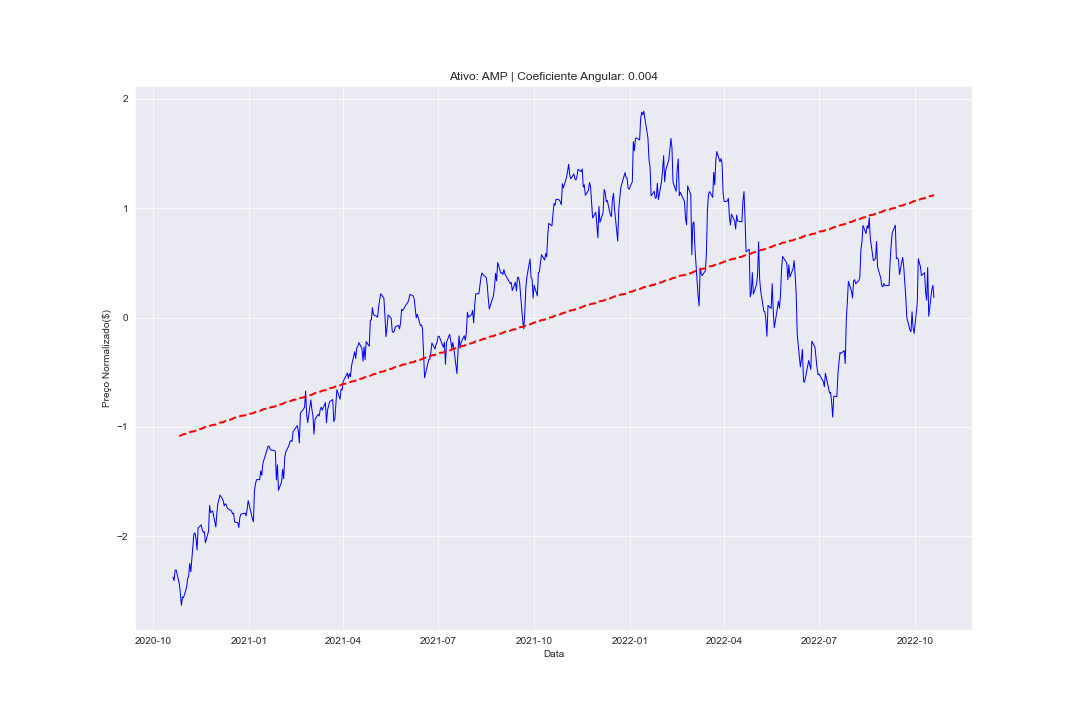 Ativo: AMP | Coeficiente Angular: 0.004
Preço Normalizado($)
2
1
0
−1
−2
2020-10 2021-01 2021-04 2021-07 2021-10 2022-01 2022-04 2022-07 2022-10
Data